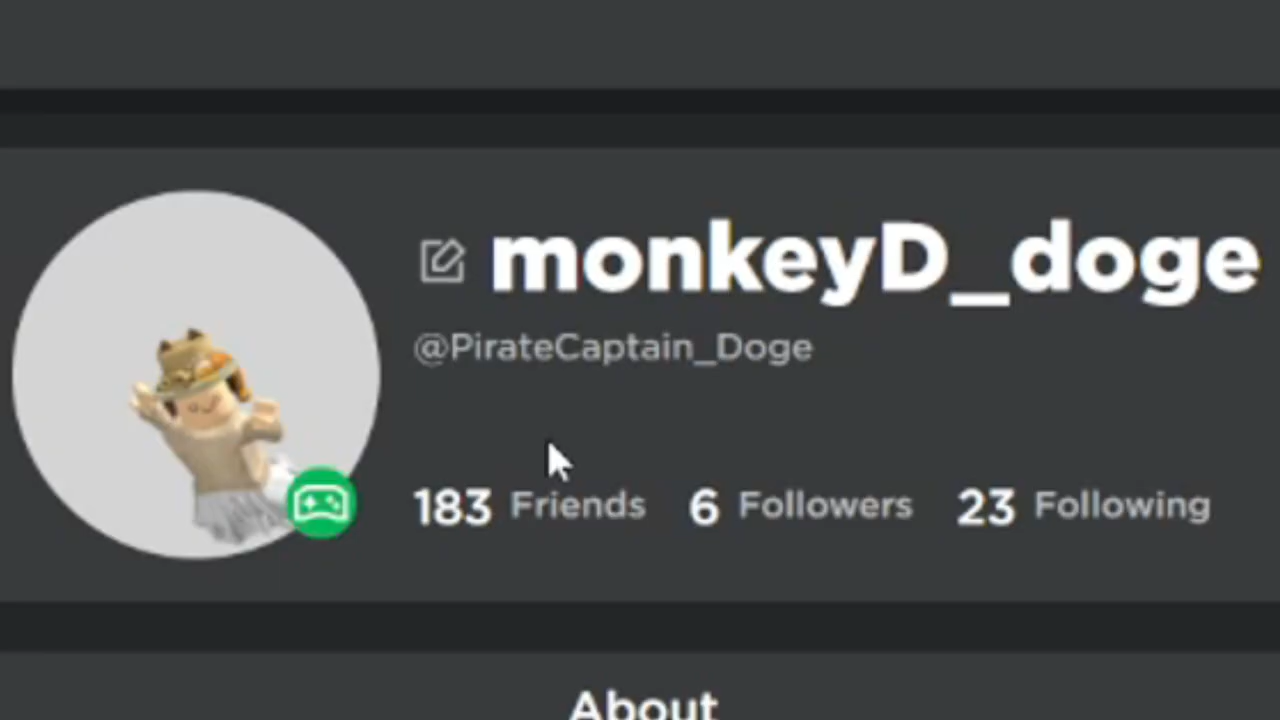 monkeyD_doge
@PirateCaptain_Doge
183 Friends 6 Followers 23 Following
About